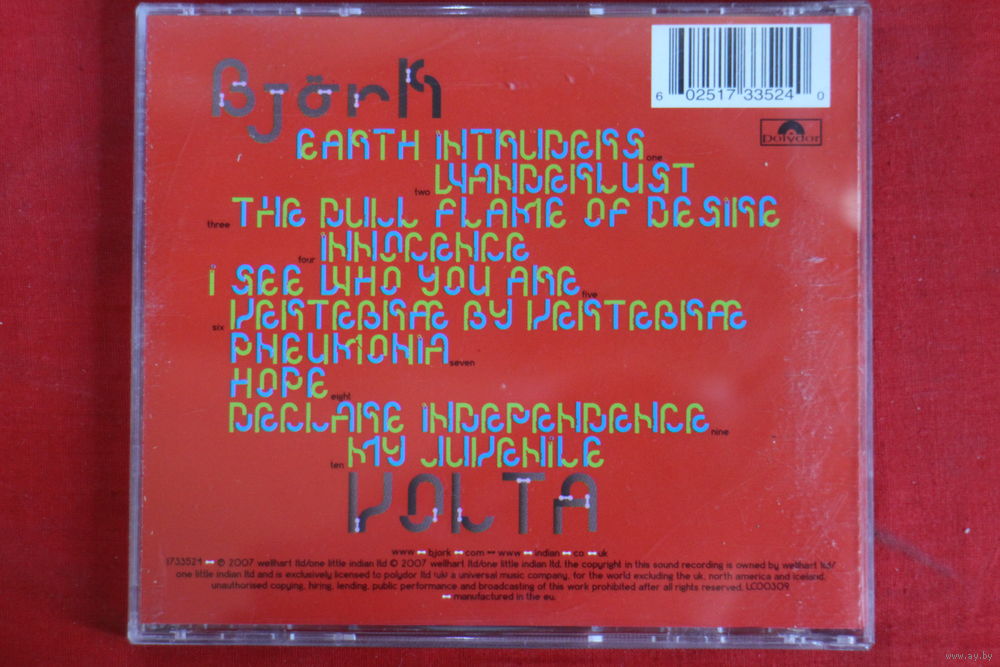 6 02517 33524 0
Björk
Polydor
EARTH INTRUDERS one
two WANDERLUST
three THE DULL FLAME OF DESIRE
four INNOCENCE
I SEE WHO YOU ARE five
six VERTEBRÆ BY VERTEBRÆ
PNEUMONIA seven
HOPE eight
DECLARE INDEPENDENCE nine
ten MY JUVENILE
VOLTA
www bjork com www indian co uk
1733524 ℗ 2007 wellhart ltd/one little indian ltd © 2007 wellhart ltd/one little indian ltd. the copyright in this sound recording is owned by wellhart ltd/
one little indian ltd and is exclusively licensed to polydor ltd (uk) a universal music company, for the world excluding the uk, north america and iceland.
unauthorised copying, hiring, lending, public performance and broadcasting of this work prohibited after all rights reserved. LC00309
manufactured in the eu.
www.ay.by